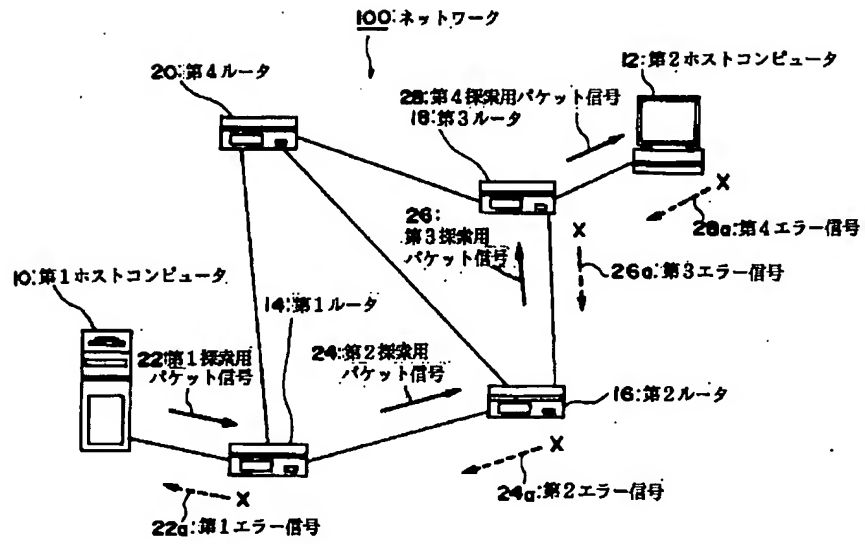 100:ネットワーク
20:第4ルータ
12:第2ホストコンピュータ
28:第4探索用パケット信号
18:第3ルータ
26:
第3探索用
パケット信号
28a:第4エラー信号
26a:第3エラー信号
10:第1ホストコンピュータ
14:第1ルータ
22:第1探索用
パケット信号
24:第2探索用
パケット信号
16:第2ルータ
24a:第2エラー信号
22a:第1エラー信号